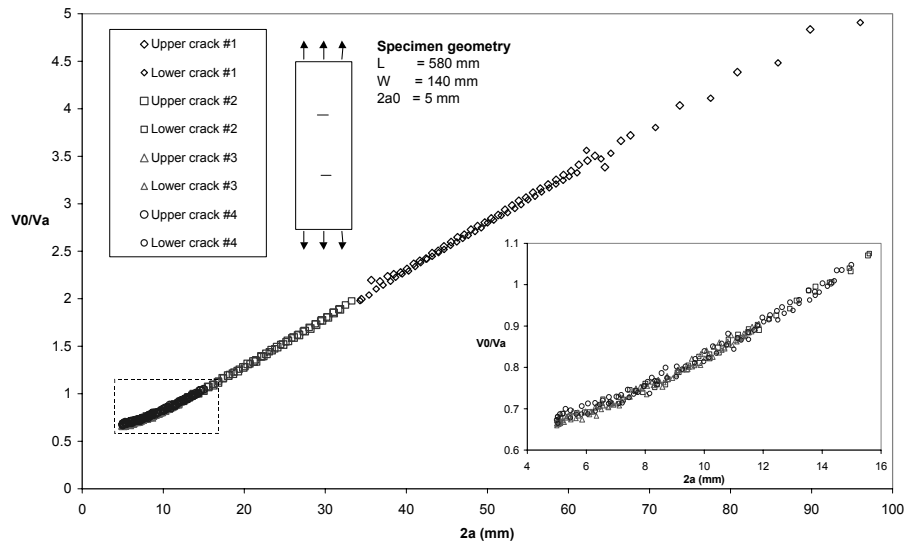 5
4.5
4
3.5
3
2.5
2
1.5
1
0.5
0
V0/Va
0 10 20 30 40 50 60 70 80 90 100
2a (mm)
Upper crack #1
Lower crack #1
Upper crack #2
Lower crack #2
Upper crack #3
Lower crack #3
Upper crack #4
Lower crack #4
Specimen geometry
L = 580 mm
W = 140 mm
2a0 = 5 mm
1.1
1
0.9
V0/Va
0.8
0.7
0.6
4 6 8 10 12 14 16
2a (mm)